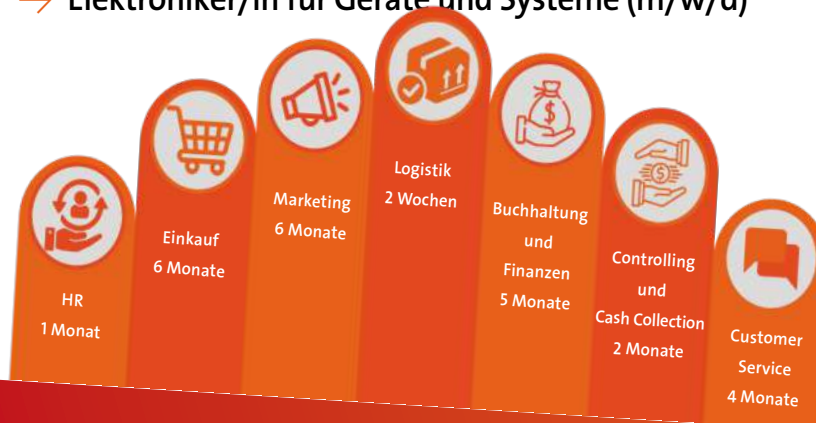 → Elektroniker/in für Geräte und Systeme (m/w/d)
HR
1 Monat
Einkauf
6 Monate
Marketing
6 Monate
Logistik
2 Wochen
Buchhaltung
und
Finanzen
5 Monate
Controlling
und
Cash Collection
2 Monate
Customer
Service
4 Monate